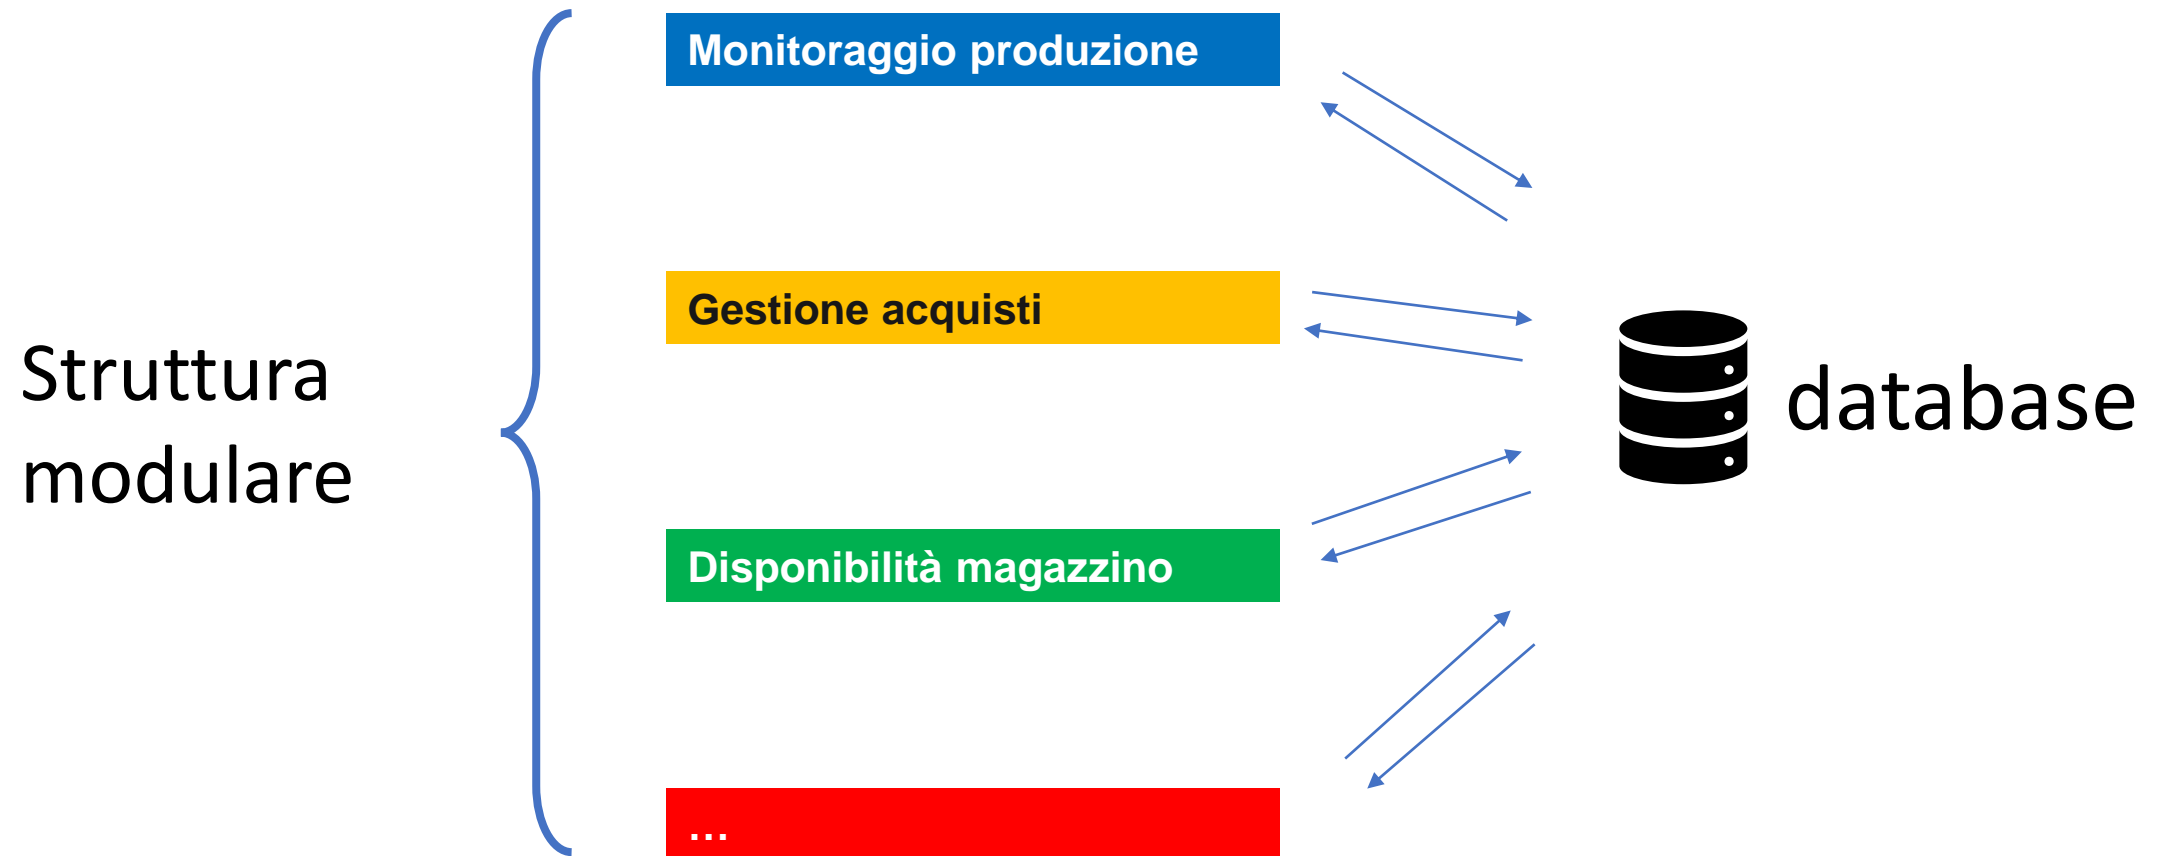 Monitoraggio produzione
Gestione acquisti
Struttura
modulare
database
Disponibilità magazzino
…